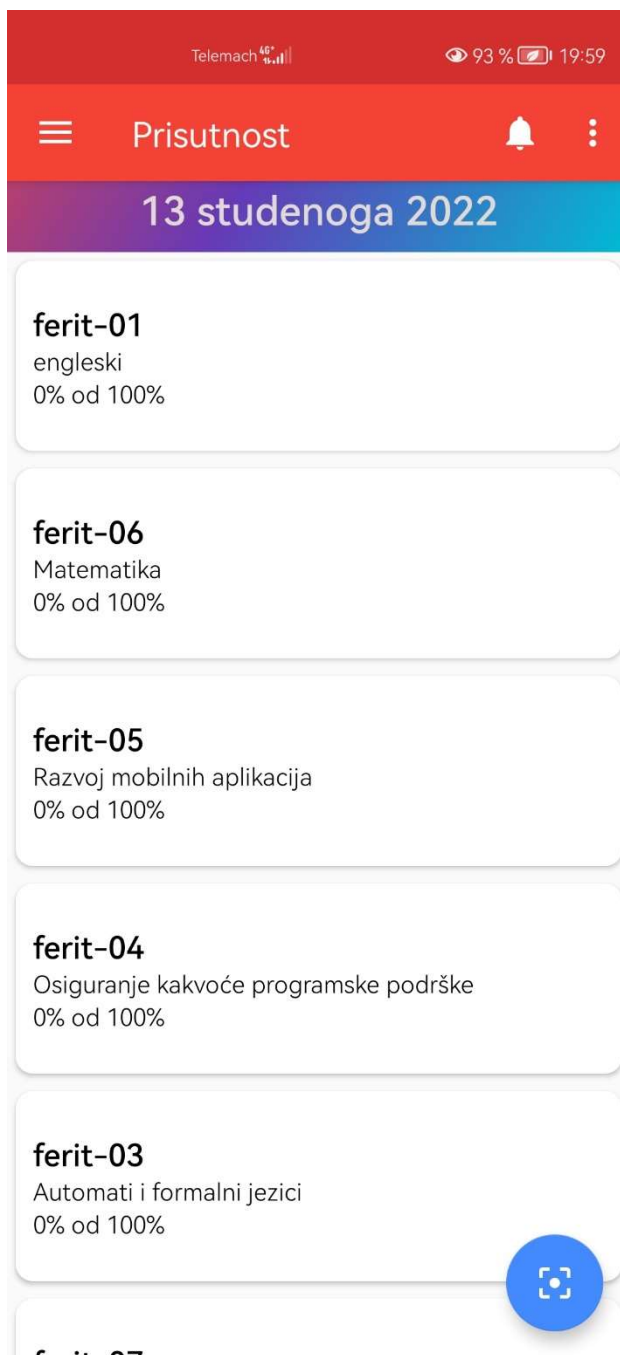 Telemach 4G+ 93 % 19:59
Prisutnost
13 studenoga 2022
ferit-01
engleski
0% od 100%
ferit-06
Matematika
0% od 100%
ferit-05
Razvoj mobilnih aplikacija
0% od 100%
ferit-04
Osiguranje kakvoće programske podrške
0% od 100%
ferit-03
Automati i formalni jezici
0% od 100%